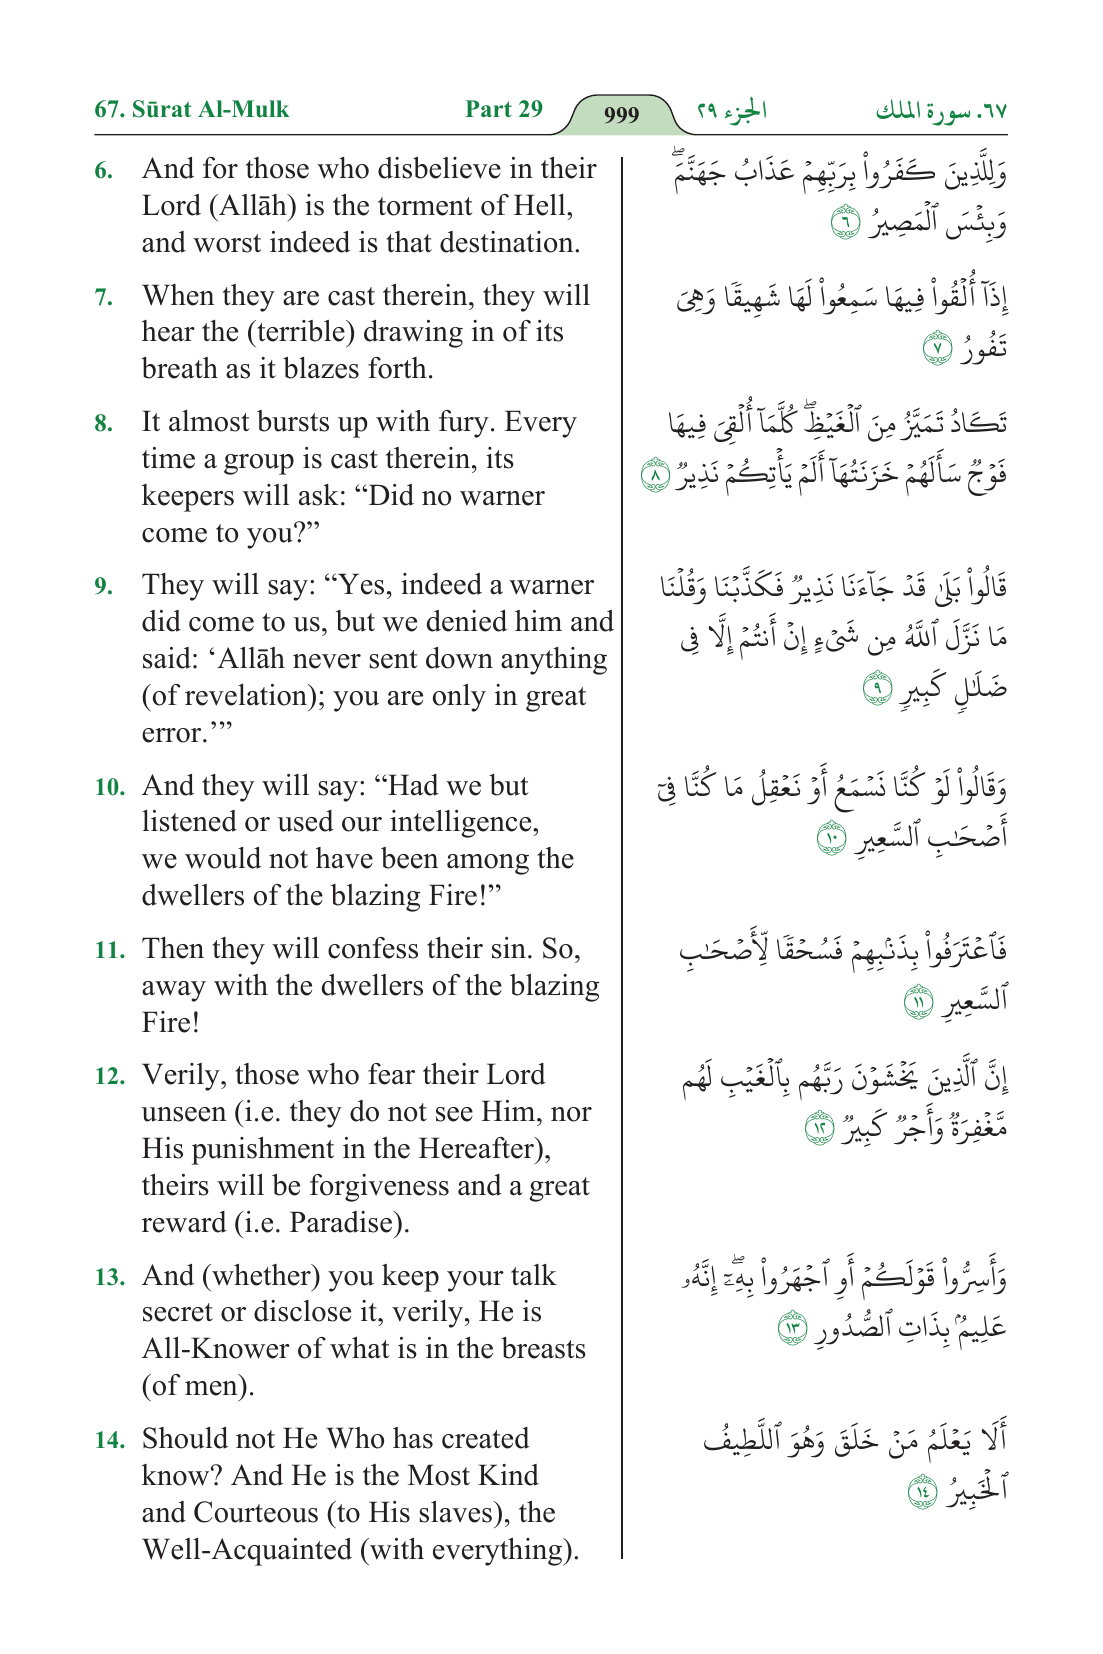 67. Sūrat Al-Mulk Part 29 999 الجزء ٢٩ ٦٧. سورة الملك
6. And for those who disbelieve in their
Lord (Allāh) is the torment of Hell,
and worst indeed is that destination.
وَلِلَّذِينَ كَفَرُوا۟ بِرَبِّهِمْ عَذَابُ جَهَنَّمَ ۖ
وَبِئْسَ ٱلْمَصِيرُ ٦
7. When they are cast therein, they will
hear the (terrible) drawing in of its
breath as it blazes forth.
إِذَآ أُلْقُوا۟ فِيهَا سَمِعُوا۟ لَهَا شَهِيقًا وَهِىَ
تَفُورُ ٧
8. It almost bursts up with fury. Every
time a group is cast therein, its
keepers will ask: “Did no warner
come to you?”
تَكَادُ تَمَيَّزُ مِنَ ٱلْغَيْظِ ۖ كُلَّمَآ أُلْقِىَ فِيهَا
فَوْجٌ سَأَلَهُمْ خَزَنَتُهَآ أَلَمْ يَأْتِكُمْ نَذِيرٌ ٨
9. They will say: “Yes, indeed a warner
did come to us, but we denied him and
said: ‘Allāh never sent down anything
(of revelation); you are only in great
error.’”
قَالُوا۟ بَلَىٰ قَدْ جَآءَنَا نَذِيرٌ فَكَذَّبْنَا وَقُلْنَا
مَا نَزَّلَ ٱللَّهُ مِن شَىْءٍ إِنْ أَنتُمْ إِلَّا فِى
ضَلَـٰلٍ كَبِيرٍ ٩
10. And they will say: “Had we but
listened or used our intelligence,
we would not have been among the
dwellers of the blazing Fire!”
وَقَالُوا۟ لَوْ كُنَّا نَسْمَعُ أَوْ نَعْقِلُ مَا كُنَّا فِىٓ
أَصْحَـٰبِ ٱلسَّعِيرِ ١٠
11. Then they will confess their sin. So,
away with the dwellers of the blazing
Fire!
فَٱعْتَرَفُوا۟ بِذَنۢبِهِمْ فَسُحْقًا لِّأَصْحَـٰبِ
ٱلسَّعِيرِ ١١
12. Verily, those who fear their Lord
unseen (i.e. they do not see Him, nor
His punishment in the Hereafter),
theirs will be forgiveness and a great
reward (i.e. Paradise).
إِنَّ ٱلَّذِينَ يَخْشَوْنَ رَبَّهُم بِٱلْغَيْبِ لَهُم
مَّغْفِرَةٌ وَأَجْرٌ كَبِيرٌ ١٢
13. And (whether) you keep your talk
secret or disclose it, verily, He is
All-Knower of what is in the breasts
(of men).
وَأَسِرُّوا۟ قَوْلَكُمْ أَوِ ٱجْهَرُوا۟ بِهِۦٓ ۖ إِنَّهُۥ
عَلِيمٌۢ بِذَاتِ ٱلصُّدُورِ ١٣
14. Should not He Who has created
know? And He is the Most Kind
and Courteous (to His slaves), the
Well-Acquainted (with everything).
أَلَا يَعْلَمُ مَنْ خَلَقَ وَهُوَ ٱللَّطِيفُ
ٱلْخَبِيرُ ١٤